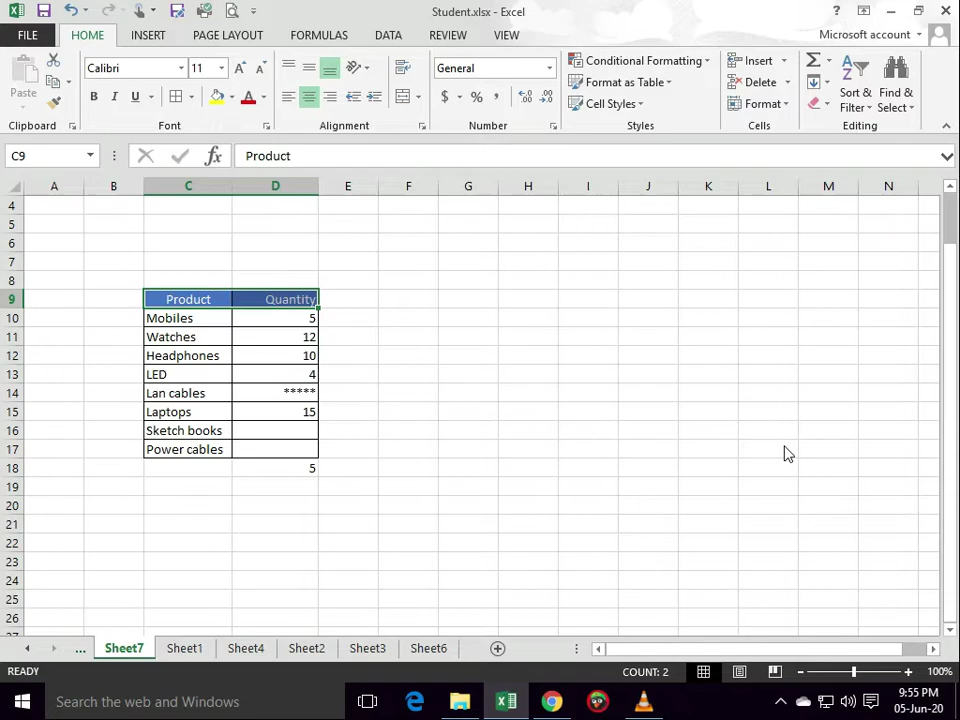 Student.xlsx - Excel
?
FILE
HOME
INSERT
PAGE LAYOUT
FORMULAS
DATA
REVIEW
VIEW
Microsoft account
Paste
Calibri
11
B I U
A
General
$ % ,
Conditional Formatting
Format as Table
Cell Styles
Insert
Delete
Format
Sort & Filter
Find & Select
Clipboard
Font
Alignment
Number
Styles
Cells
Editing
C9
fx
Product
A B C D E F G H I J K L M N
4
5
6
7
8
9 Product Quantity
10 Mobiles 5
11 Watches 12
12 Headphones 10
13 LED 4
14 Lan cables *****
15 Laptops 15
16 Sketch books
17 Power cables
18 5
19
20
21
22
23
24
25
26
... Sheet7 Sheet1 Sheet4 Sheet2 Sheet3 Sheet6
READY
COUNT: 2
100%
Search the web and Windows
9:55 PM
05-Jun-20